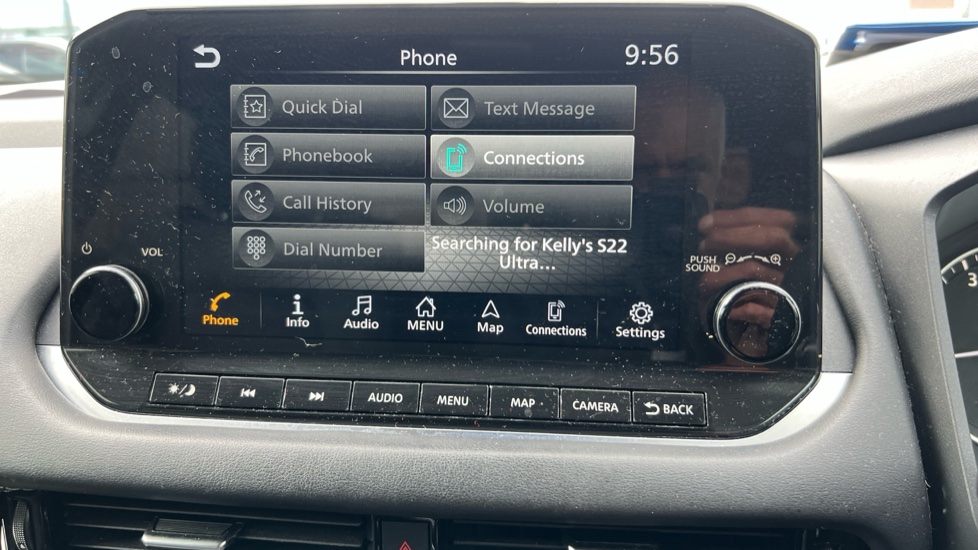 Phone
9:56
Quick Dial
Text Message
Phonebook
Connections
Call History
Volume
Dial Number
Searching for Kelly's S22
Ultra...
VOL
PUSH
SOUND
Phone
Info
Audio
MENU
Map
Connections
Settings
AUDIO
MENU
MAP
CAMERA
BACK
3